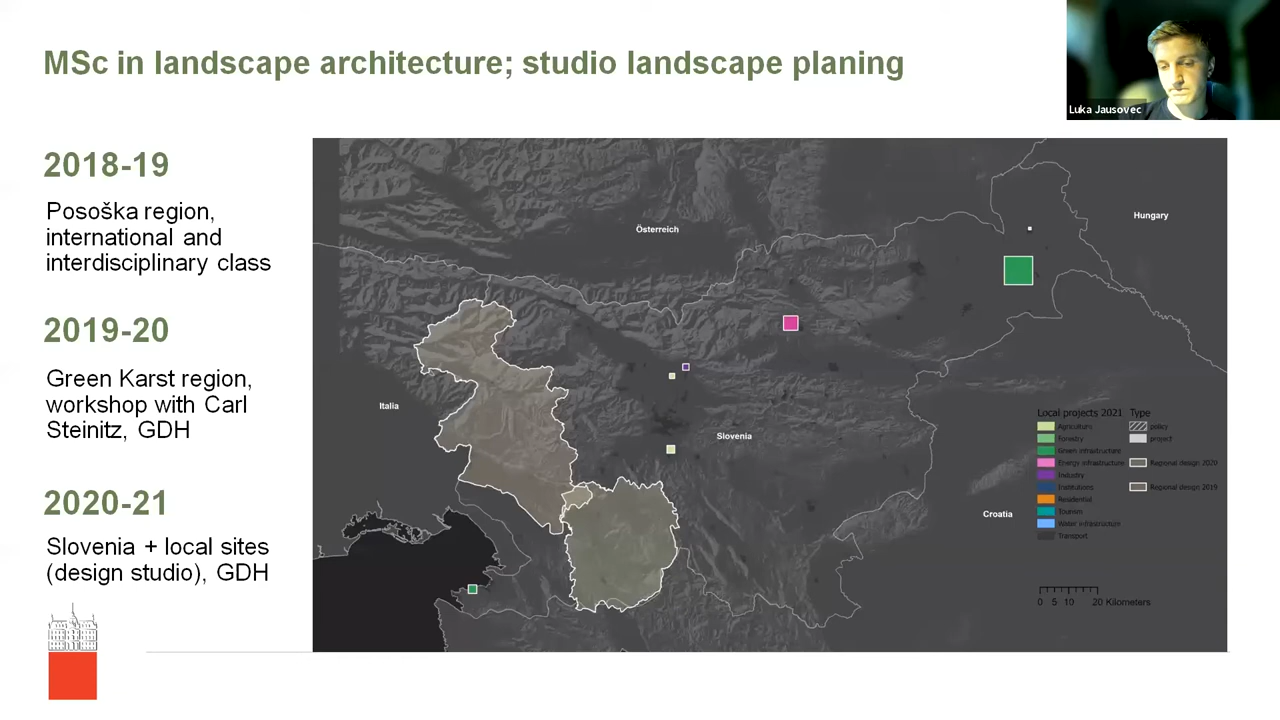 MSc in landscape architecture; studio landscape planing
Luka Jausovec
2018-19
Pososka region,
international and
interdisciplinary class
2019-20
Green Karst region,
workshop with Carl
Steinitz, GDH
2020-21
Slovenia + local sites
(design studio), GDH
Österreich
Hungary
Italia
Slovenia
Croatia
Local projects 2021
Agriculture
Forestry
Green infrastructure
Energy infrastructure
Industry
Institutions
Residential
Tourism
Water infrastructure
Transport
Type
policy
project
Regional design 2020
Regional design 2019
0 5 10 20 Kilometers